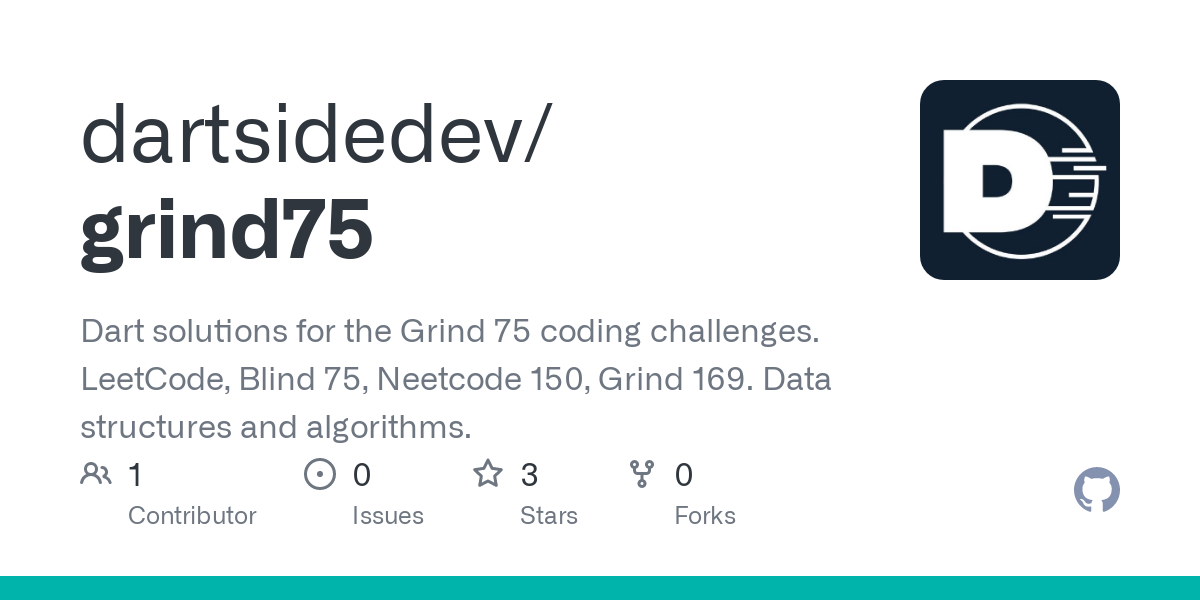 dartsidedev/
grind75
Dart solutions for the Grind 75 coding challenges.
LeetCode, Blind 75, Neetcode 150, Grind 169. Data
structures and algorithms.
1 0 3 0
Contributor Issues Stars Forks
D